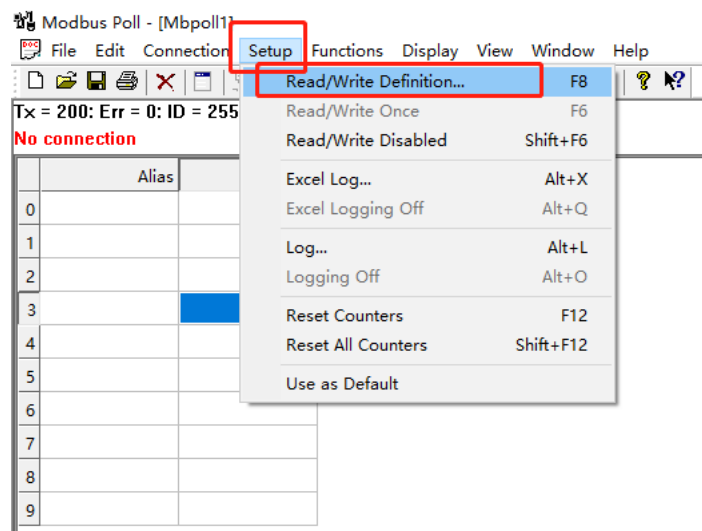 Modbus Poll - [Mbpoll1]
File Edit Connection Setup Functions Display View Window Help
Read/Write Definition... F8
Tx = 200: Err = 0: ID = 255
Read/Write Once F6
No connection
Read/Write Disabled Shift+F6
Alias
Excel Log... Alt+X
0
Excel Logging Off Alt+Q
1
Log... Alt+L
2
Logging Off Alt+O
3
Reset Counters F12
4
Reset All Counters Shift+F12
5
Use as Default
6
7
8
9